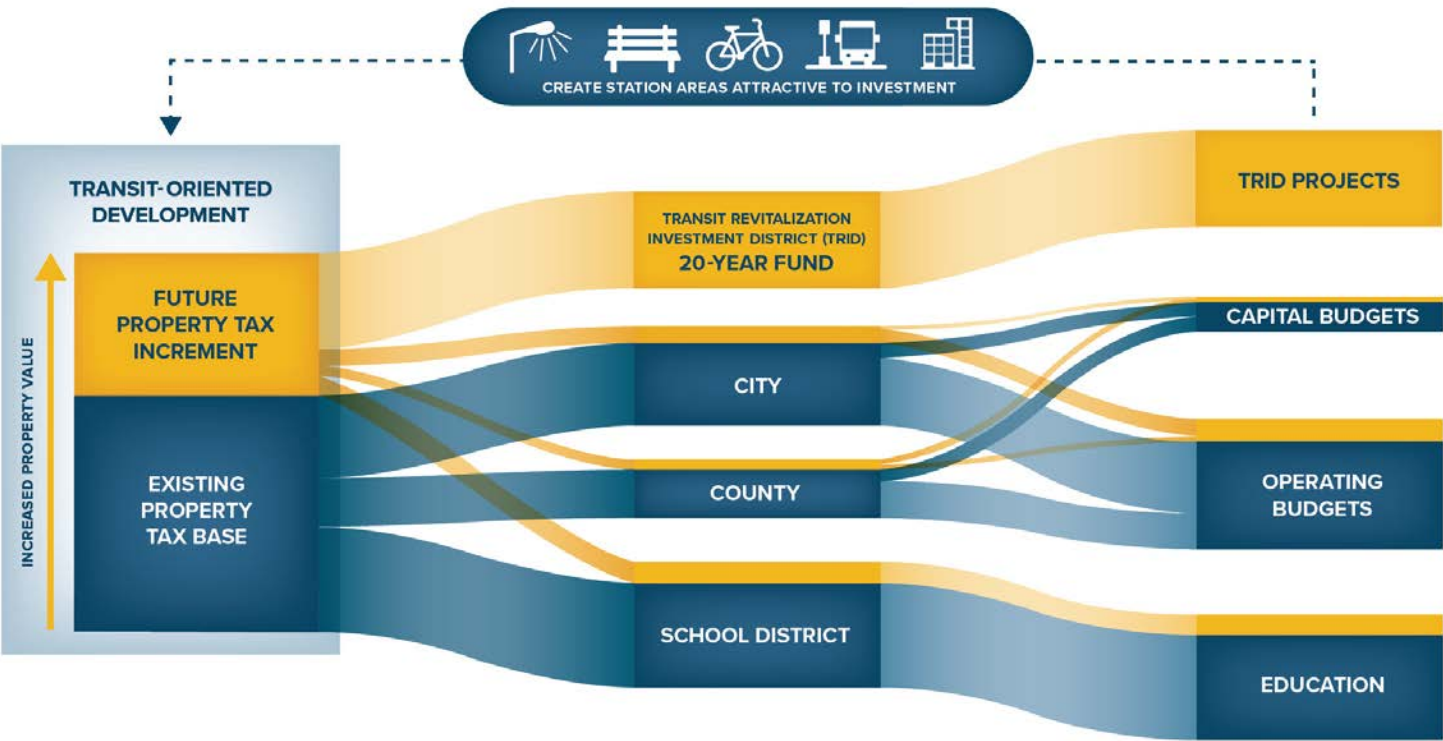 CREATE STATION AREAS ATTRACTIVE TO INVESTMENT
TRANSIT-ORIENTED
DEVELOPMENT
INCREASED PROPERTY VALUE
FUTURE
PROPERTY TAX
INCREMENT
EXISTING
PROPERTY
TAX BASE
TRANSIT REVITALIZATION
INVESTMENT DISTRICT (TRID)
20-YEAR FUND
CITY
COUNTY
SCHOOL DISTRICT
TRID PROJECTS
CAPITAL BUDGETS
OPERATING
BUDGETS
EDUCATION